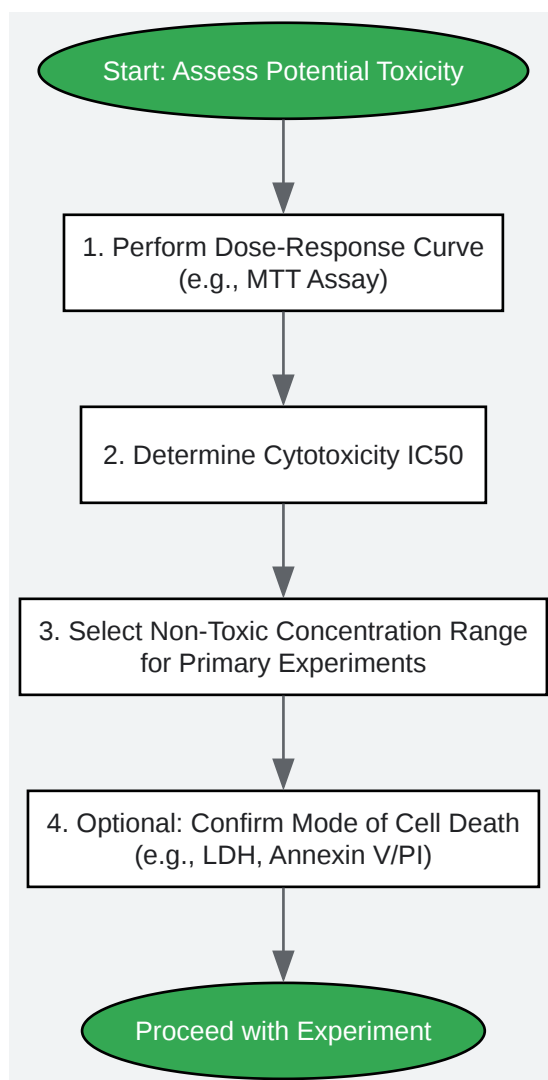 Start: Assess Potential Toxicity
1. Perform Dose-Response Curve
(e.g., MTT Assay)
2. Determine Cytotoxicity IC50
3. Select Non-Toxic Concentration Range
for Primary Experiments
4. Optional: Confirm Mode of Cell Death
(e.g., LDH, Annexin V/PI)
Proceed with Experiment